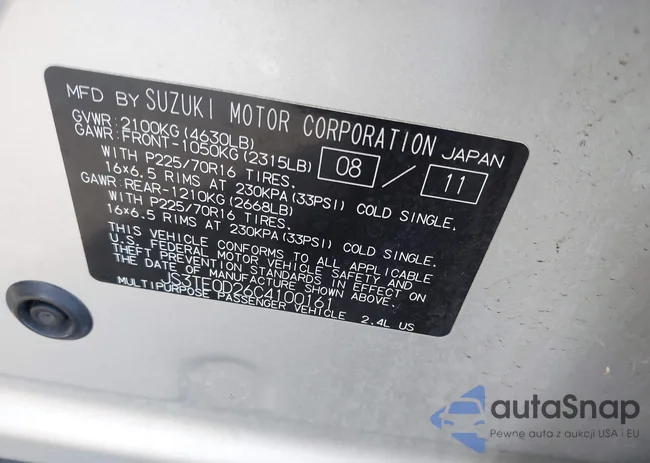 MFD BY SUZUKI MOTOR CORPORATION JAPAN
GVWR:2100KG(4630LB)
GAWR:FRONT-1050KG(2315LB) 08 / 11
WITH P225/70R16 TIRES.
16×6.5 RIMS AT 230KPA(33PSI) COLD SINGLE.
GAWR:REAR-1210KG(2668LB)
WITH P225/70R16 TIRES.
16×6.5 RIMS AT 230KPA(33PSI) COLD SINGLE.
THIS VEHICLE CONFORMS TO ALL APPLICABLE
U.S. FEDERAL MOTOR VEHICLE SAFETY AND
THEFT PREVENTION STANDARDS IN EFFECT ON
THE DATE OF MANUFACTURE SHOWN ABOVE.
JS3TE0D26C4100161
MULTIPURPOSE PASSENGER VEHICLE 2.4L US
autaSnap
Pewne auta z aukcji USA i EU